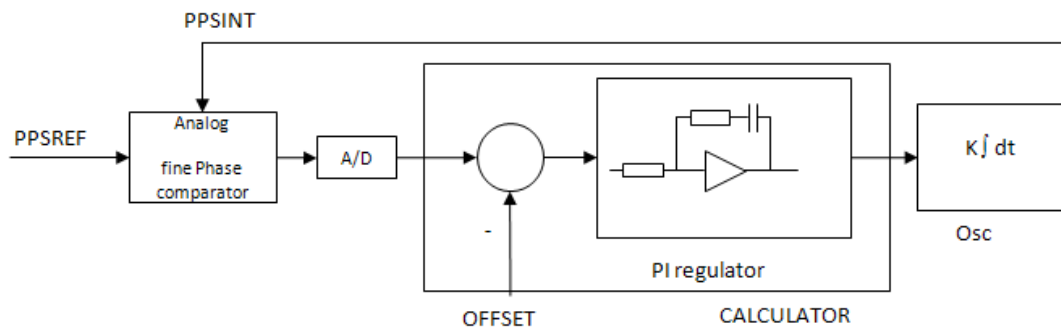 PPSINT
PPSREF
Analog
fine Phase
comparator
A/D
-
OFFSET
PI regulator
CALCULATOR
K∫ dt
Osc